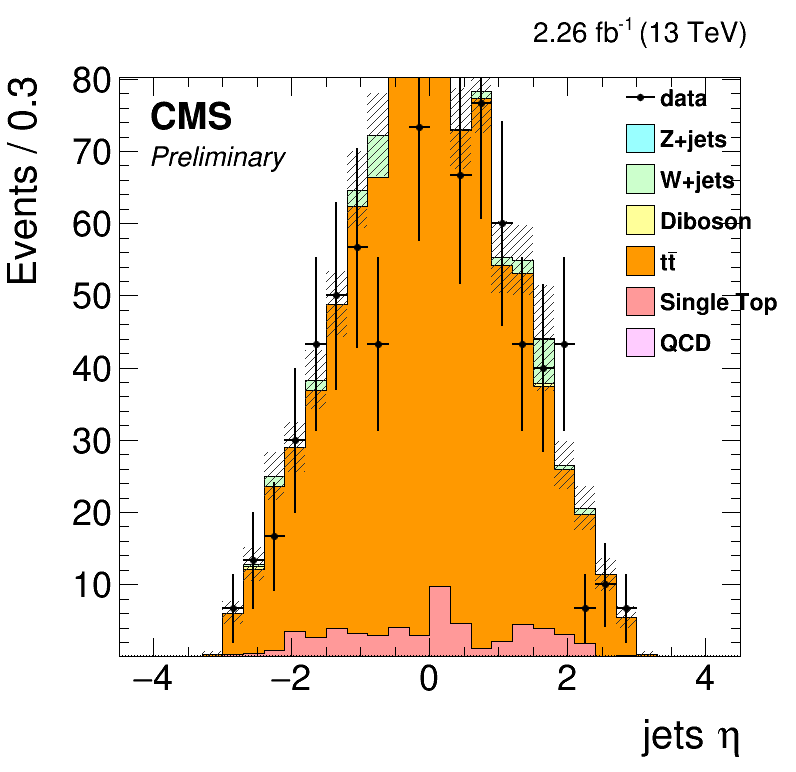 2.26 fb-1 (13 TeV)
Events / 0.3
CMS
Preliminary
data
Z+jets
W+jets
Diboson
tt̄
Single Top
QCD
80
70
60
50
40
30
20
10
−4 −2 0 2 4
jets η